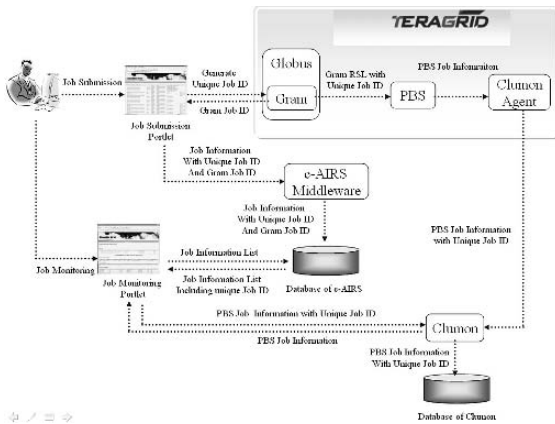 TERAGRID
Globus
Gram
Job Submission
Generate
Unique Job ID
Gram Job ID
Gram RSL with
Unique Job ID
PBS
PBS Job Infomraiton
Clumon
Agent
Job Submission
Portlet
Job Information
With Unique Job ID
And Gram Job ID
e-AIRS
Middleware
Job Information
With Unique Job ID
And Gram Job ID
PBS Job Information
with Unique Job ID
Job Monitoring
Job Monitoring
Portlet
Job Information List
Job Information List
Including unique Job ID
Database of e-AIRS
PBS Job Information with Unique Job ID
PBS Job Information
Clumon
PBS Job Information
With Unique Job ID
Database of Clumon